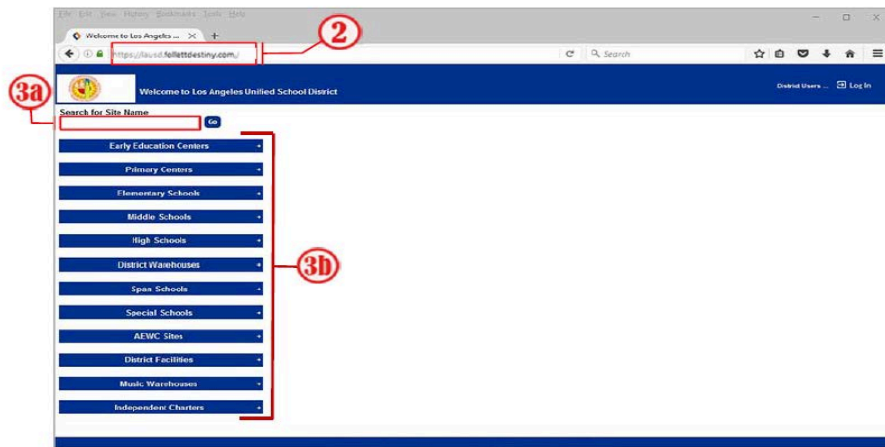 File Edit View History Bookmarks Tools Help
Welcome to Los Angeles ... × +
https://lausd.follettdestiny.com/
Search
2
Welcome to Los Angeles Unified School District
District Users ... Log In
3a
Search for Site Name
Go
Early Education Centers +
Primary Centers +
Elementary Schools +
Middle Schools +
High Schools +
District Warehouses +
3b
Span Schools +
Special Schools +
AEWC Sites +
District Facilities +
Music Warehouses +
Independent Charters +